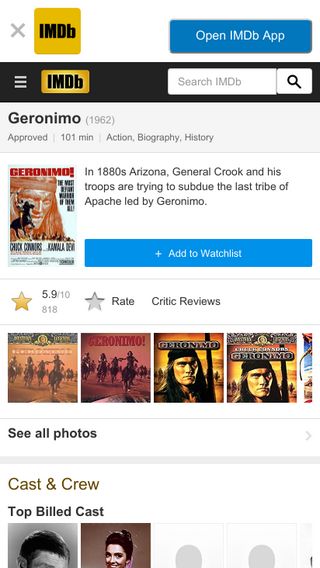 IMDb
Open IMDb App
IMDb
Search IMDb
Geronimo (1962)
Approved | 101 min | Action, Biography, History
GERONIMO!
THE MOST
DEFIANT
WARRIOR
OF THEM
ALL!
CHUCK CONNORS
KAMALA DEVI
In 1880s Arizona, General Crook and his
troops are trying to subdue the last tribe of
Apache led by Geronimo.
+ Add to Watchlist
5.9/10
818
Rate
Critic Reviews
GERONIMO!
GERONIMO
GERONIMO
See all photos
Cast & Crew
Top Billed Cast